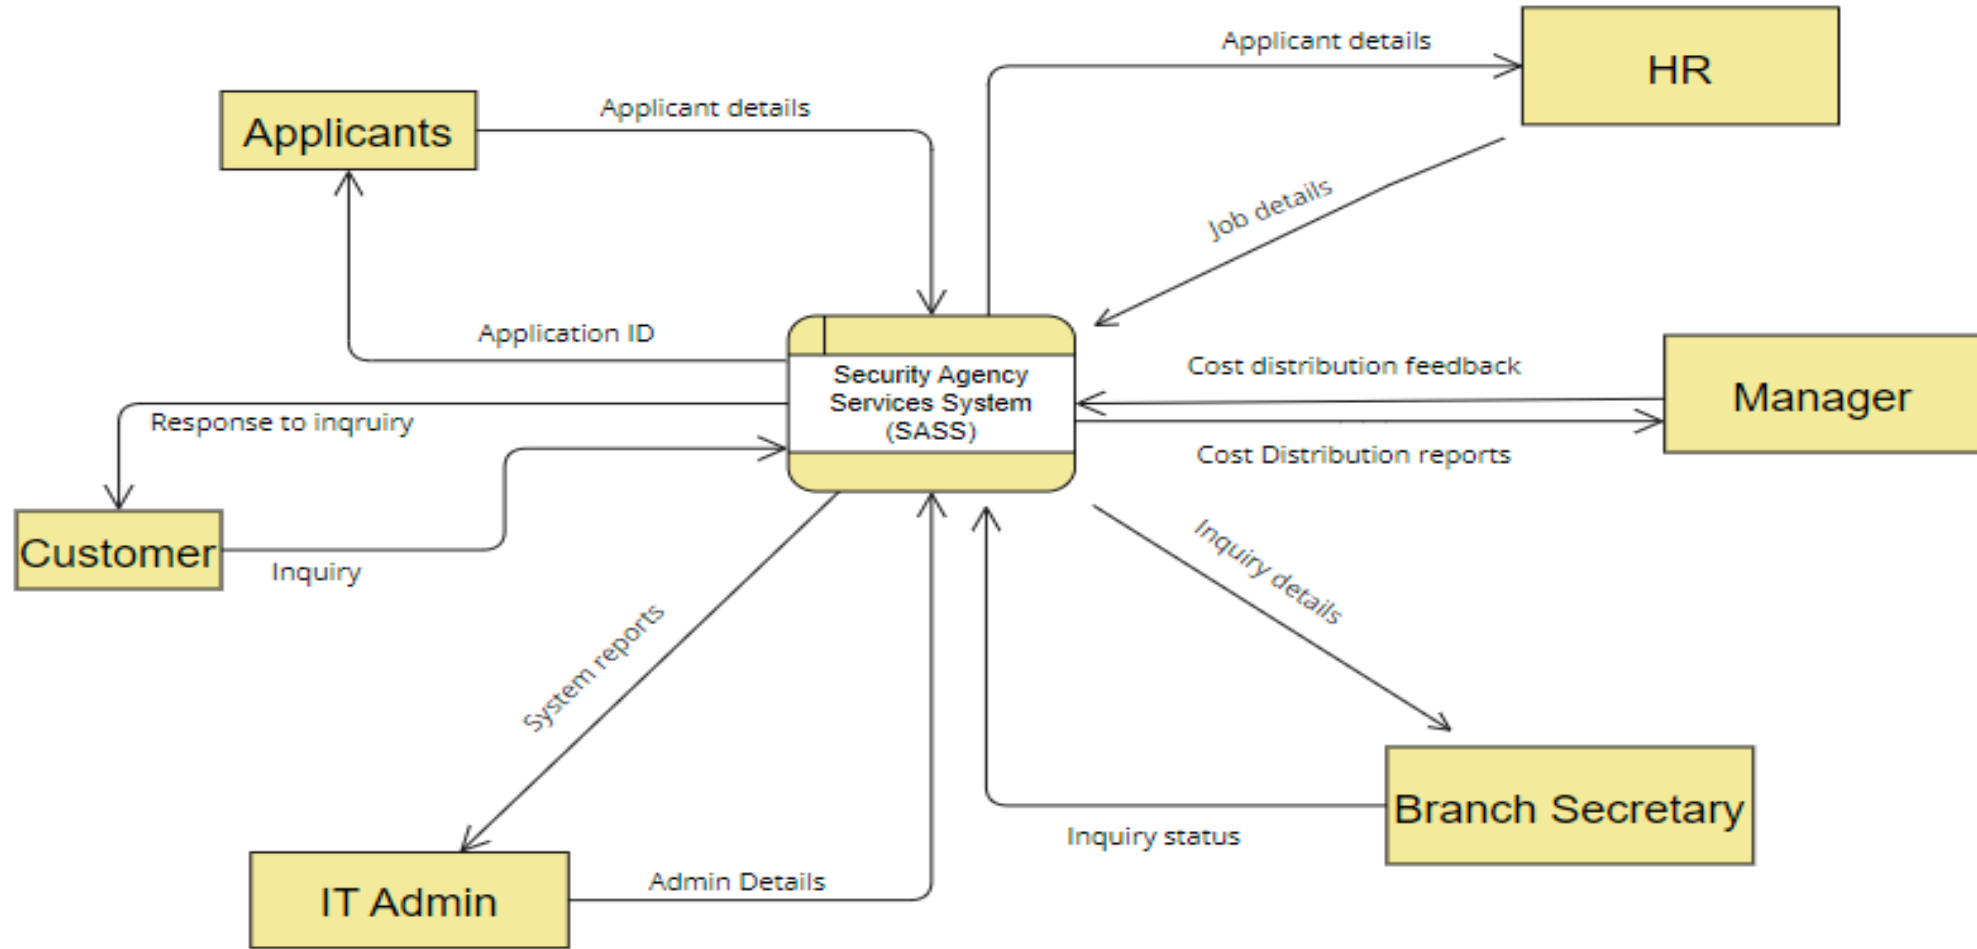 Applicant details
HR
Applicants
Applicant details
Job details
Application ID
Security Agency
Services System
(SASS)
Cost distribution feedback
Manager
Response to inqruiry
Cost Distribution reports
Customer
Inquiry
Inquiry details
System reports
Branch Secretary
Inquiry status
IT Admin
Admin Details